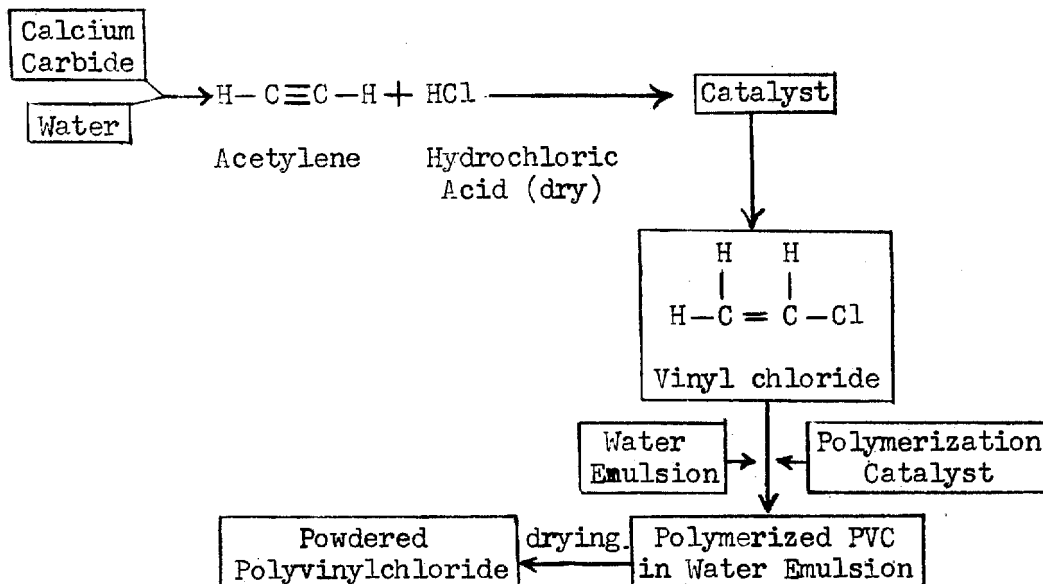 Calcium
Carbide
Water
H—C≡C—H + HCl
Catalyst
Acetylene
Hydrochloric
Acid (dry)
H H
H—C=C—Cl
Vinyl chloride
Water
Emulsion
Polymerization
Catalyst
Powdered
Polyvinylchloride
drying.
Polymerized PVC
in Water Emulsion